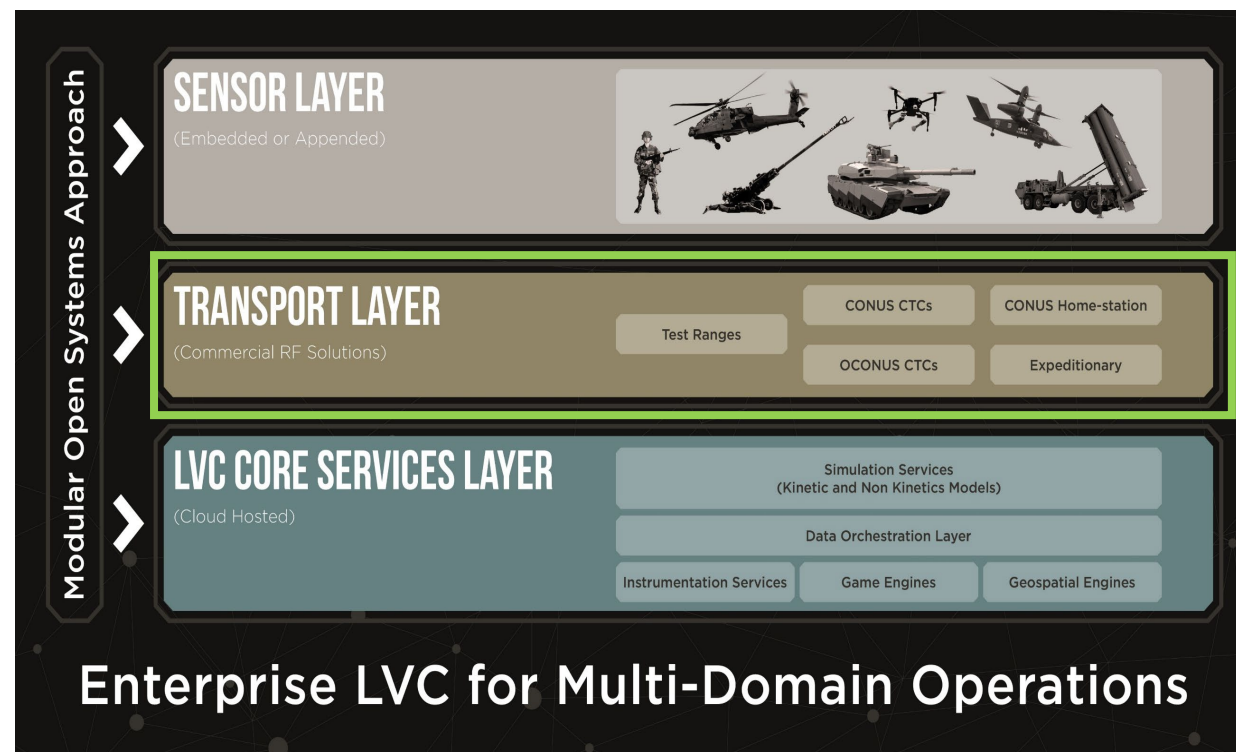 Modular Open Systems Approach
SENSOR LAYER
(Embedded or Appended)
TRANSPORT LAYER
(Commercial RF Solutions)
Test Ranges
CONUS CTCs
CONUS Home-station
OCONUS CTCs
Expeditionary
LVC CORE SERVICES LAYER
(Cloud Hosted)
Simulation Services
(Kinetic and Non Kinetics Models)
Data Orchestration Layer
Instrumentation Services
Game Engines
Geospatial Engines
Enterprise LVC for Multi-Domain Operations